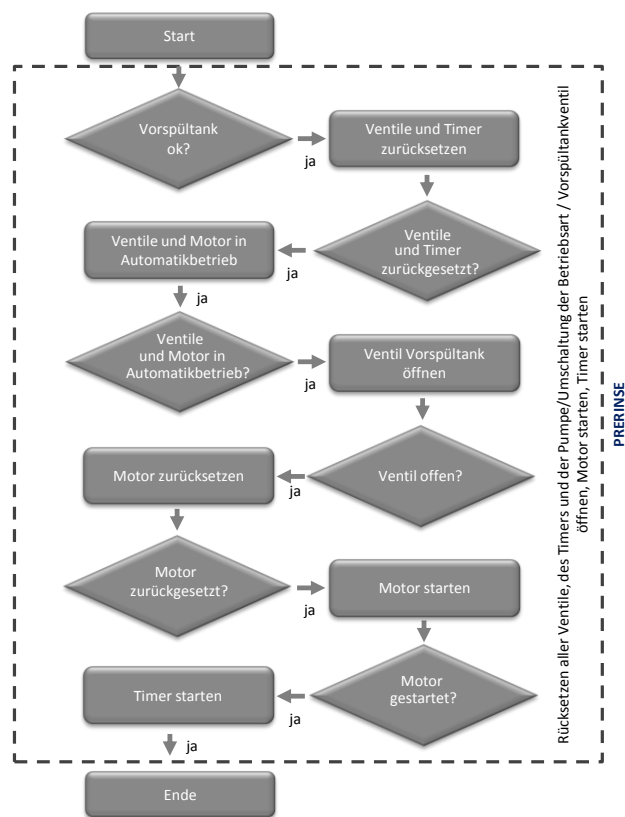 Start
Vorspültank
ok?
ja
Ventile und Timer
zurücksetzen
Ventile
und Timer
zurückgesetzt?
ja
Ventile und Motor in
Automatikbetrieb
ja
Ventile
und Motor in
Automatikbetrieb?
ja
Ventil Vorspültank
öffnen
Ventil offen?
ja
Motor zurücksetzen
Motor
zurückgesetzt?
ja
Motor starten
Motor
gestartet?
ja
Timer starten
ja
Ende
Rücksetzen aller Ventile, des Timers und der Pumpe/Umschaltung der Betriebsart / Vorspültankventil
öffnen, Motor starten, Timer starten
PRERINSE